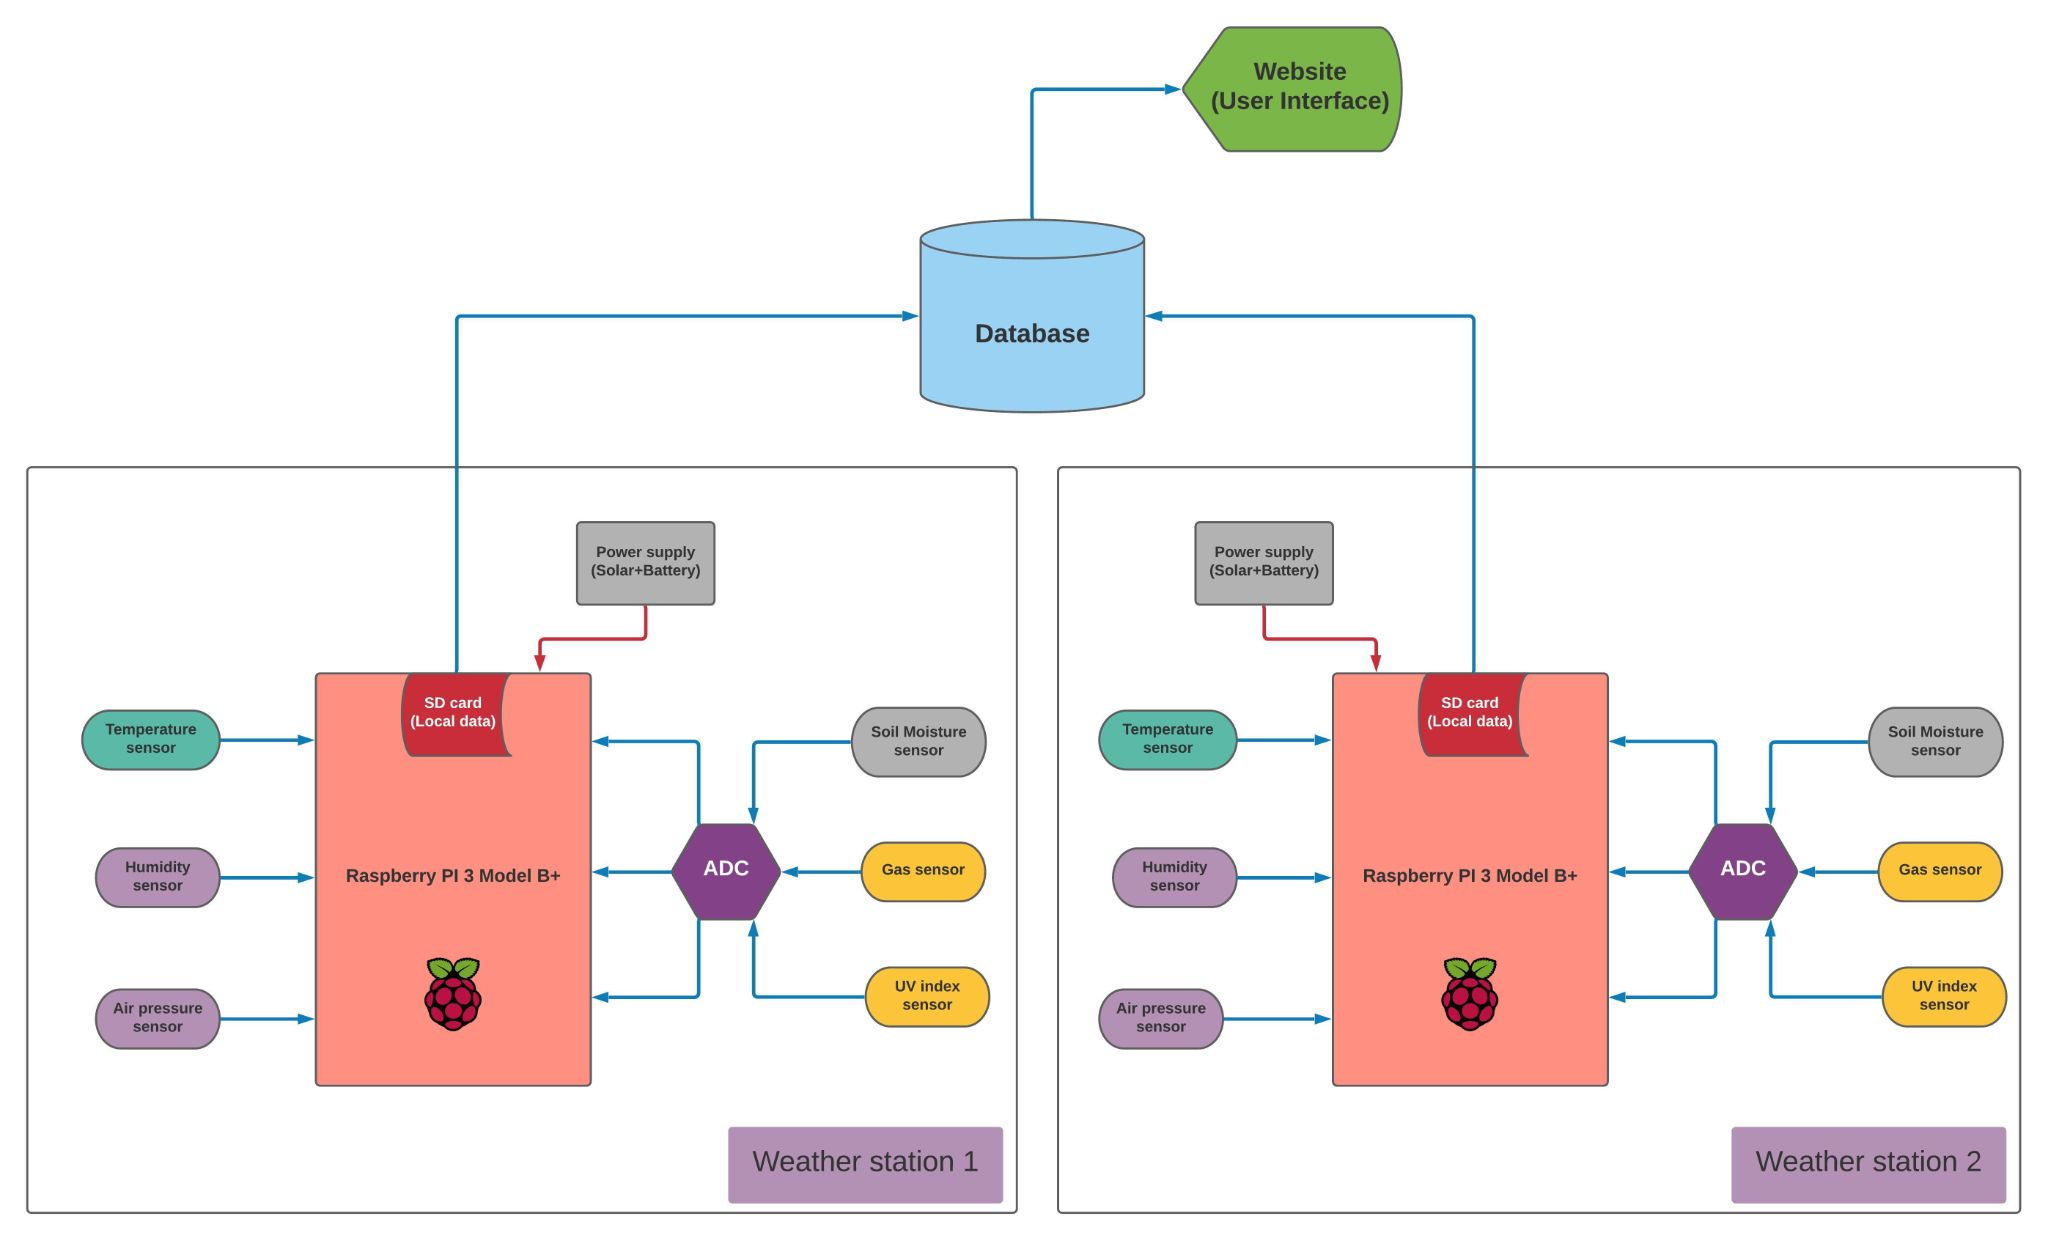 Website
(User Interface)
Database
Power supply
(Solar+Battery)
SD card
(Local data)
Temperature
sensor
Soil Moisture
sensor
Humidity
sensor
Raspberry PI 3 Model B+
ADC
Gas sensor
Air pressure
sensor
UV index
sensor
Weather station 1
Power supply
(Solar+Battery)
SD card
(Local data)
Temperature
sensor
Soil Moisture
sensor
Humidity
sensor
Raspberry PI 3 Model B+
ADC
Gas sensor
Air pressure
sensor
UV index
sensor
Weather station 2